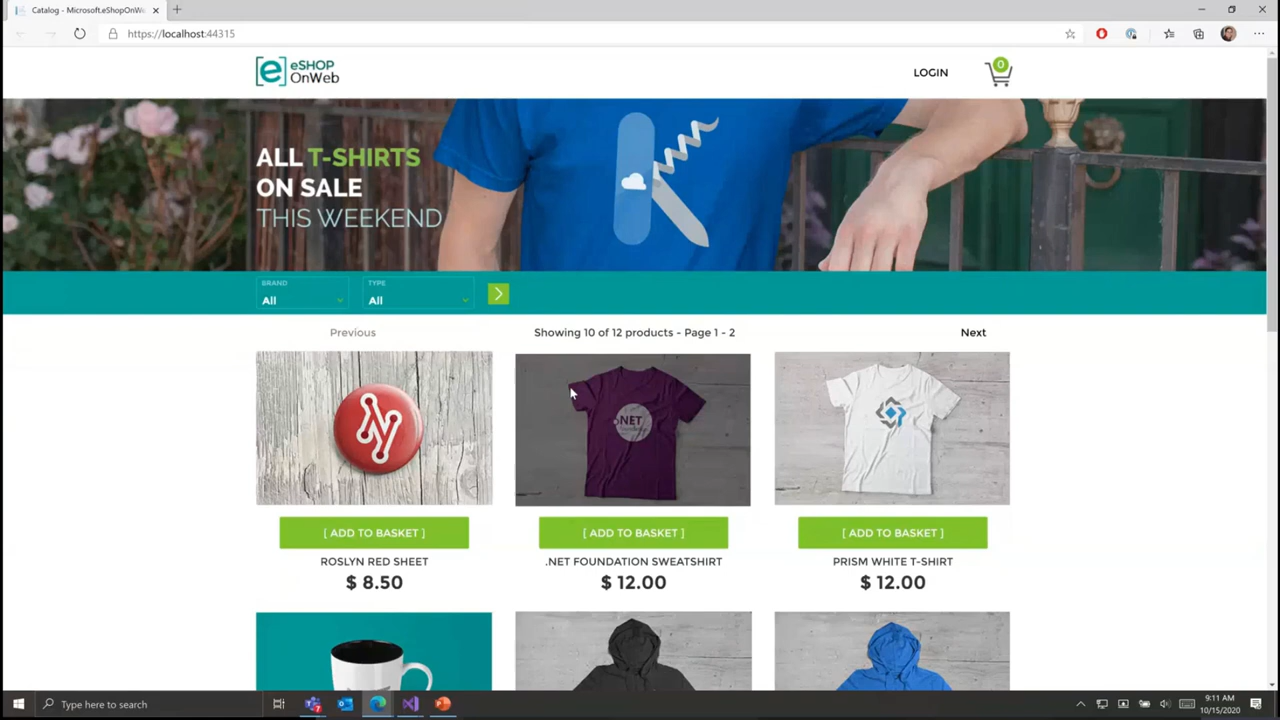 Catalog - Microsoft.eShopOnWe
https://localhost:44315
eSHOP
OnWeb
LOGIN
0
ALL T-SHIRTS
ON SALE
THIS WEEKEND
BRAND
All
TYPE
All
Previous
Showing 10 of 12 products - Page 1 - 2
Next
.NET
[ ADD TO BASKET ]
[ ADD TO BASKET ]
[ ADD TO BASKET ]
ROSLYN RED SHEET
.NET FOUNDATION SWEATSHIRT
PRISM WHITE T-SHIRT
$ 8.50
$ 12.00
$ 12.00
Type here to search
9:11 AM
10/15/2020